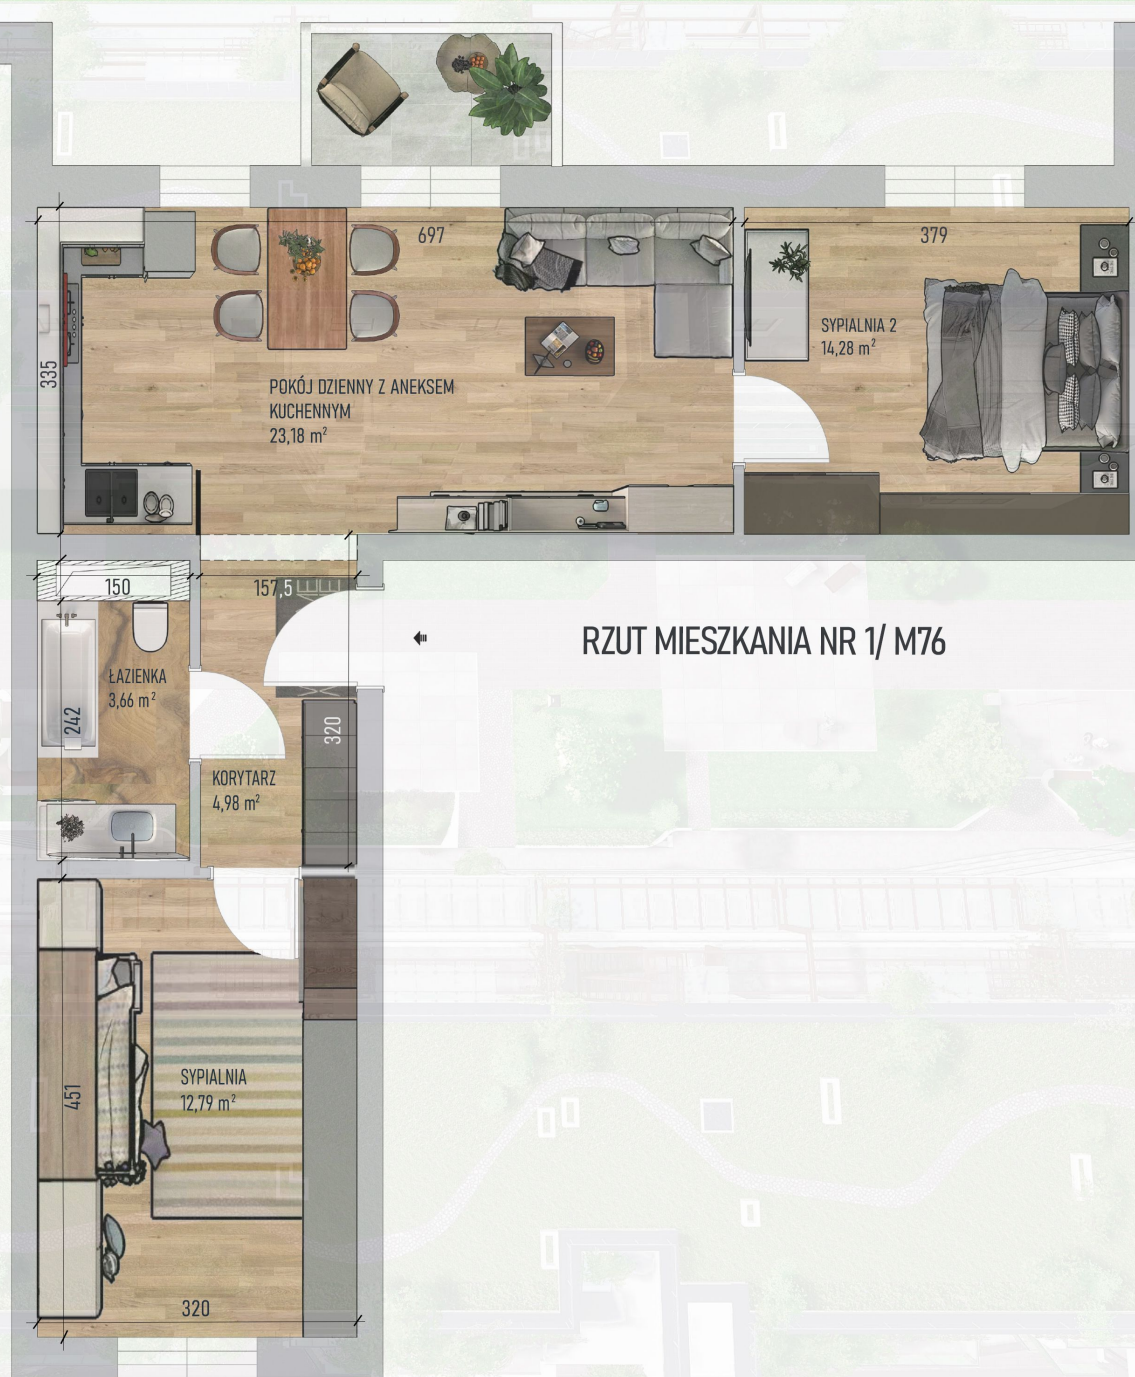 697
379
335
SYPIALNIA 2
14,28 m²
POKÓJ DZIENNY Z ANEKSEM
KUCHENNYM
23,18 m²
150
157,5
RZUT MIESZKANIA NR 1/ M76
ŁAZIENKA
3,66 m²
242
320
KORYTARZ
4,98 m²
SYPIALNIA
12,79 m²
451
320